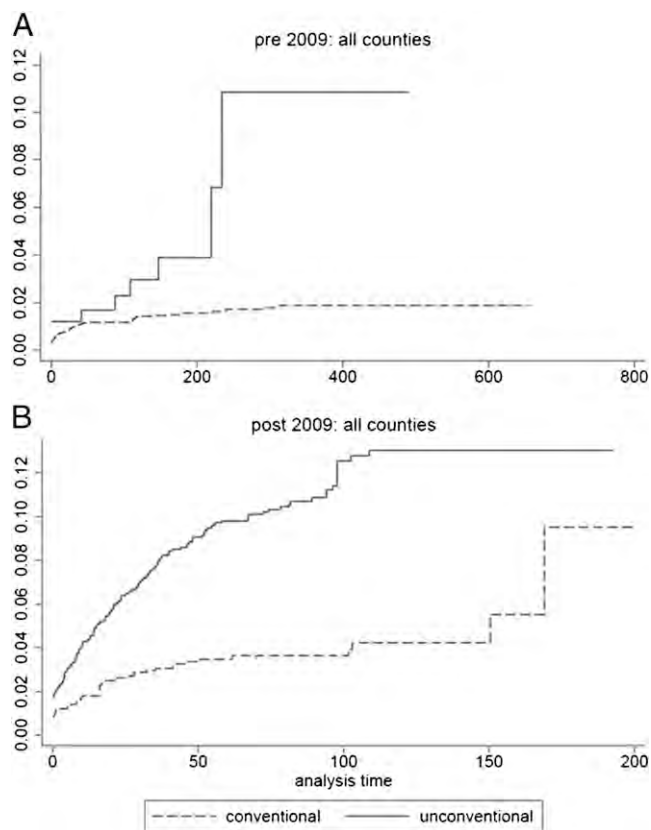 A
pre 2009: all counties
0.12
0.10
0.08
0.06
0.04
0.02
0.00
0 200 400 600 800
B
post 2009: all counties
0.12
0.10
0.08
0.06
0.04
0.02
0.00
0 50 100 150 200
analysis time
conventional unconventional